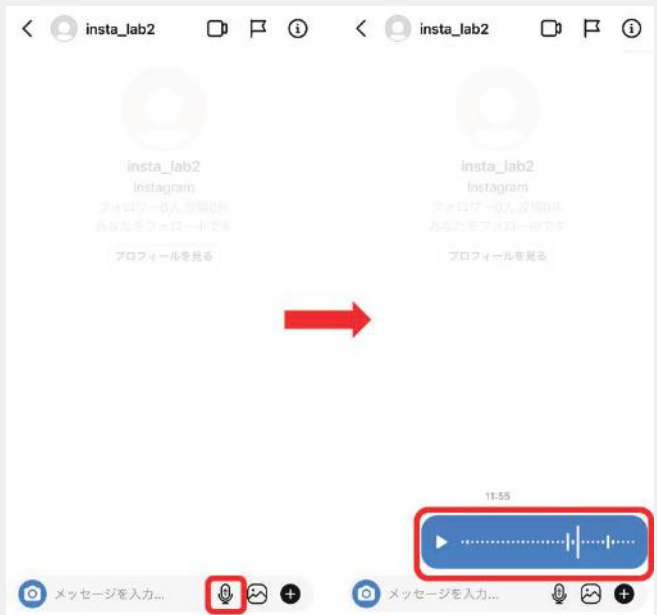 insta_lab2
insta_lab2
Instagram
フォロワー0人・投稿0件
あなたをフォロー中です
プロフィールを見る
メッセージを入力...
insta_lab2
insta_lab2
Instagram
フォロワー0人・投稿0件
あなたをフォロー中です
プロフィールを見る
11:55
メッセージを入力...